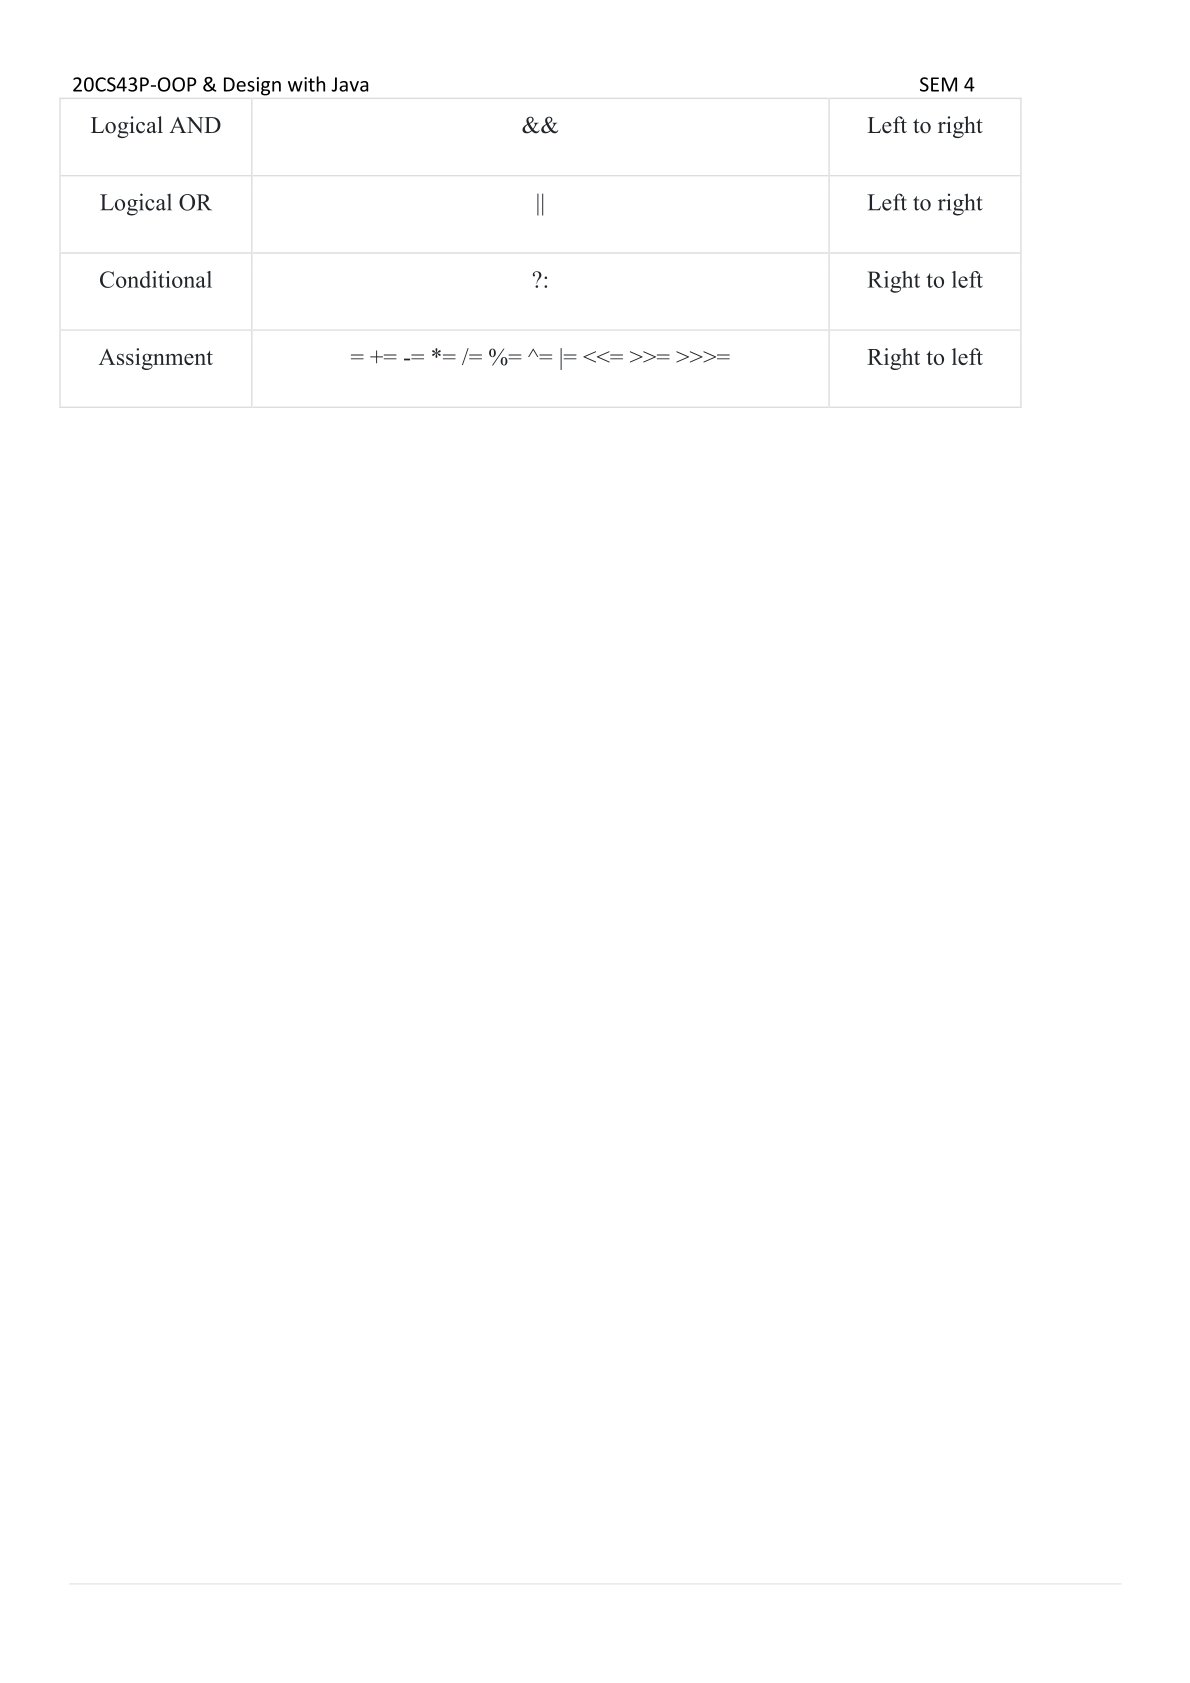 20CS43P-OOP & Design with Java SEM 4
Logical AND && Left to right
Logical OR || Left to right
Conditional ?: Right to left
Assignment = += -= *= /= %= ^= |= <<= >>= >>>= Right to left